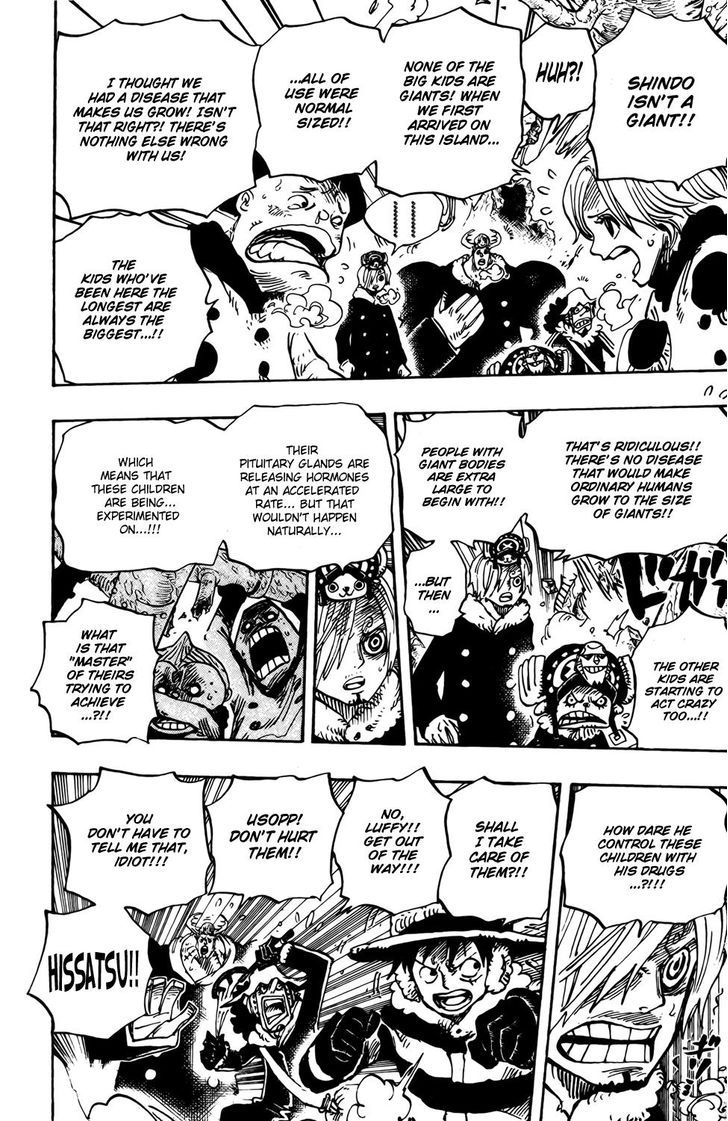 SHINDO
ISN'T A
GIANT!!
HUH?!
NONE OF THE
BIG KIDS ARE
GIANTS! WHEN
WE FIRST
ARRIVED ON
THIS ISLAND...
...ALL OF
USE WERE
NORMAL
SIZED!!
I THOUGHT WE
HAD A DISEASE THAT
MAKES US GROW! ISN'T
THAT RIGHT?! THERE'S
NOTHING ELSE WRONG
WITH US!
THE
KIDS WHO'VE
BEEN HERE THE
LONGEST ARE
ALWAYS THE
BIGGEST...!!
THAT'S RIDICULOUS!!
THERE'S NO DISEASE
THAT WOULD MAKE
ORDINARY HUMANS
GROW TO THE SIZE
OF GIANTS!!
PEOPLE WITH
GIANT BODIES
ARE EXTRA
LARGE TO
BEGIN WITH!!
...BUT
THEN
...
THE OTHER
KIDS ARE
STARTING TO
ACT CRAZY
TOO...!!
THEIR
PITUITARY GLANDS ARE
RELEASING HORMONES
AT AN ACCELERATED
RATE... BUT THAT
WOULDN'T HAPPEN
NATURALLY...
WHICH
MEANS THAT
THESE CHILDREN
ARE BEING...
EXPERIMENTED
ON...!!!
WHAT
IS THAT
"MASTER"
OF THEIRS
TRYING TO
ACHIEVE
...?!!
HOW DARE HE
CONTROL THESE
CHILDREN WITH
HIS DRUGS
...?!!!
SHALL
I TAKE
CARE OF
THEM?!!
NO,
LUFFY!!
GET OUT
OF THE
WAY!!!
USOPP!
DON'T HURT
THEM!!
YOU
DON'T HAVE TO
TELL ME THAT,
IDIOT!!!
HISSATSU!!